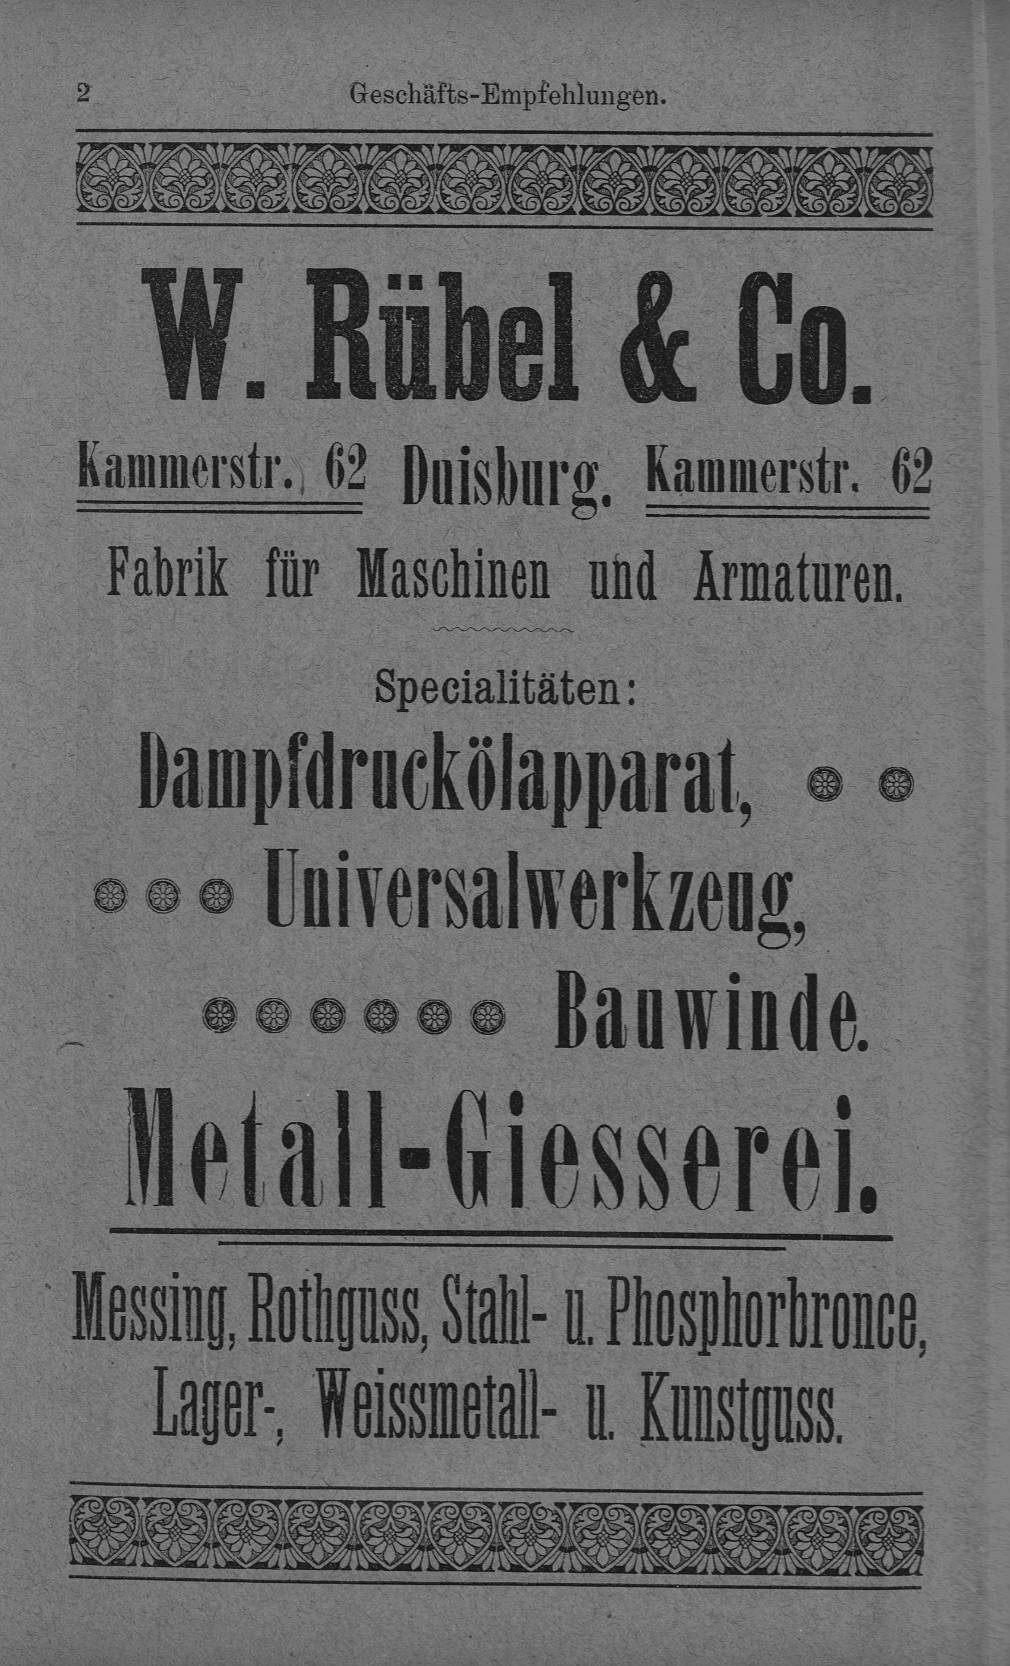 2
Geschäfts-Empfehlungen.
W. Rübel & Co.
Kammerstr. 62 Duisburg. Kammerstr. 62
Fabrik für Maschinen und Armaturen.
Specialitäten:
Dampfdruckölapparat,
Universalwerkzeug,
Bauwinde.
Metall-Giesserei.
Messing, Rothguss, Stahl- u. Phosphorbronce,
Lager-, Weissmetall- u. Kunstguss.